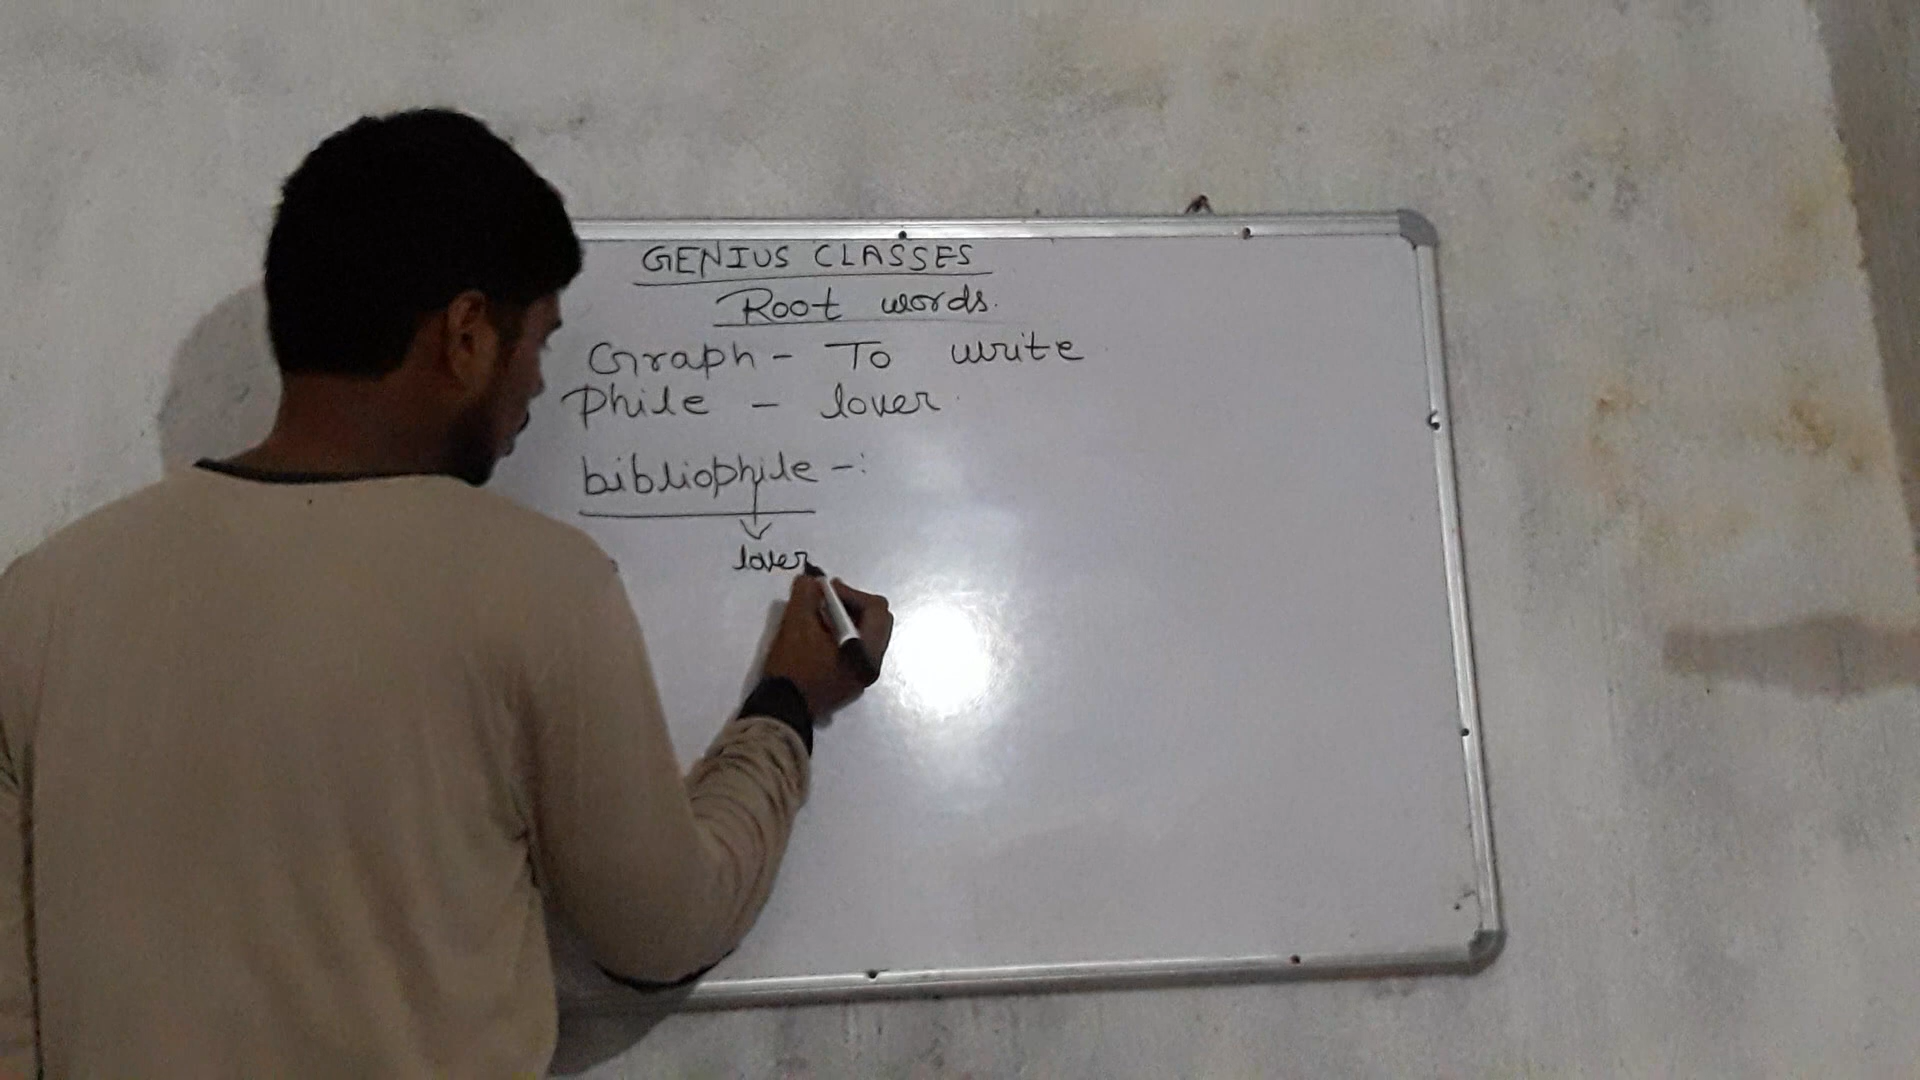 GENIUS CLASSES
Root words.
Graph - To write
Phile - lover
bibliophile -:
lover